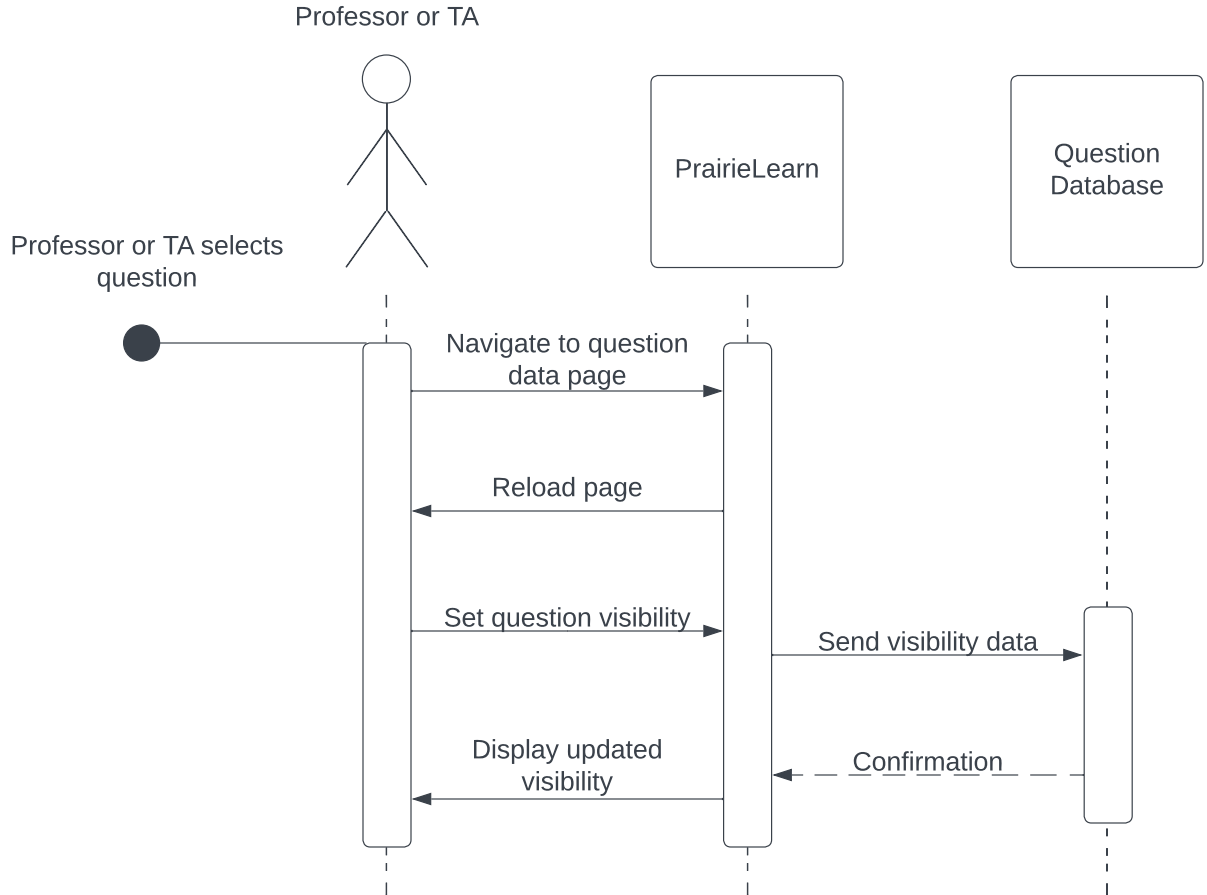 Professor or TA
PrairieLearn
Question
Database
Professor or TA selects
question
Navigate to question
data page
Reload page
Set question visibility
Send visibility data
Display updated
visibility
Confirmation